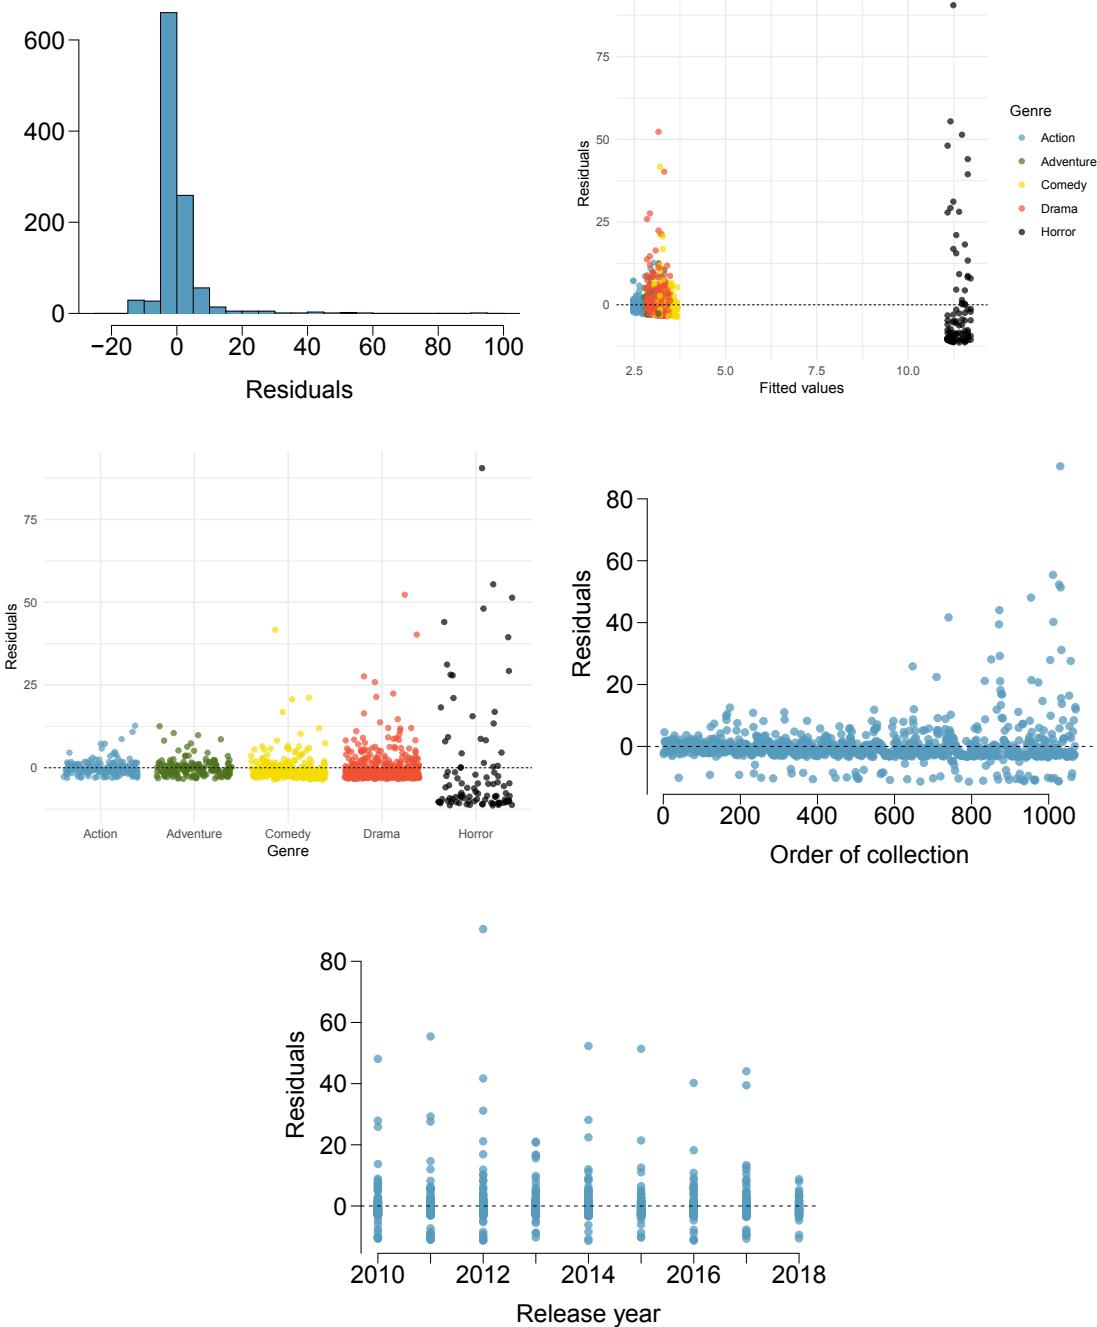 600
400
200
0
−20 0 20 40 60 80 100
Residuals
75
50
25
0
Residuals
2.5 5.0 7.5 10.0
Fitted values
Genre
Action
Adventure
Comedy
Drama
Horror
75
50
25
0
Residuals
Action Adventure Comedy Drama Horror
Genre
80
60
40
20
0
Residuals
0 200 400 600 800 1000
Order of collection
80
60
40
20
0
Residuals
2010 2012 2014 2016 2018
Release year